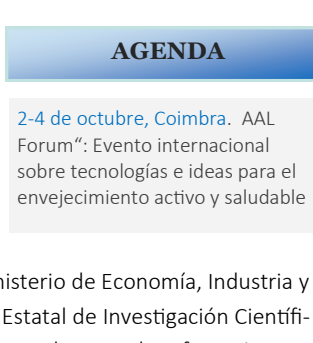 AGENDA
2-4 de octubre, Coimbra. AAL
Forum“: Evento internacional
sobre tecnologías e ideas para el
envejecimiento activo y saludable
nisterio de Economía, Industria y
Estatal de Investigación Científi-